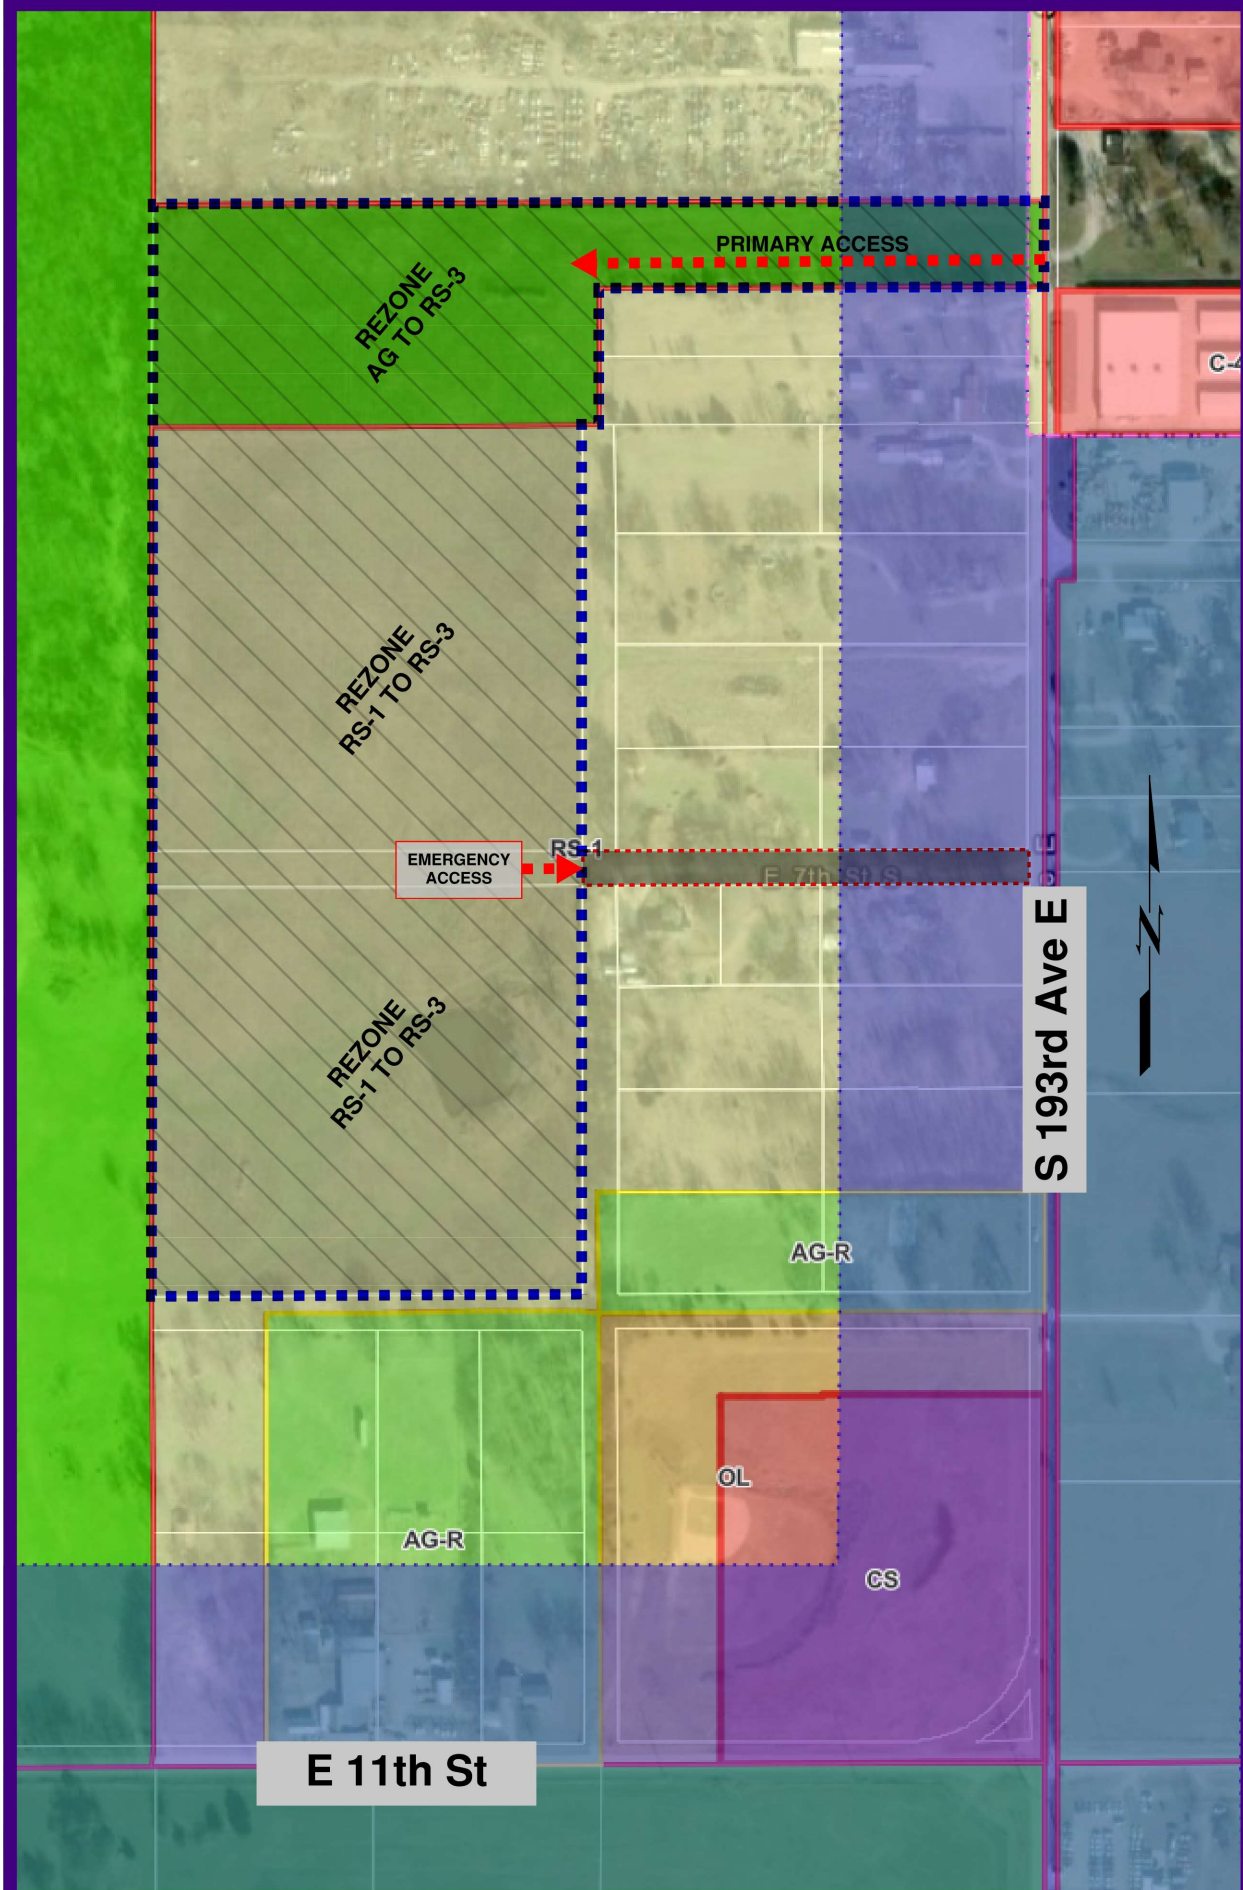 PRIMARY ACCESS
REZONE
AG TO RS-3
C-4
REZONE
RS-1 TO RS-3
RS-1
EMERGENCY
ACCESS
E 7th St S
S 193rd Ave E
N
REZONE
RS-1 TO RS-3
AG-R
OL
AG-R
CS
E 11th St